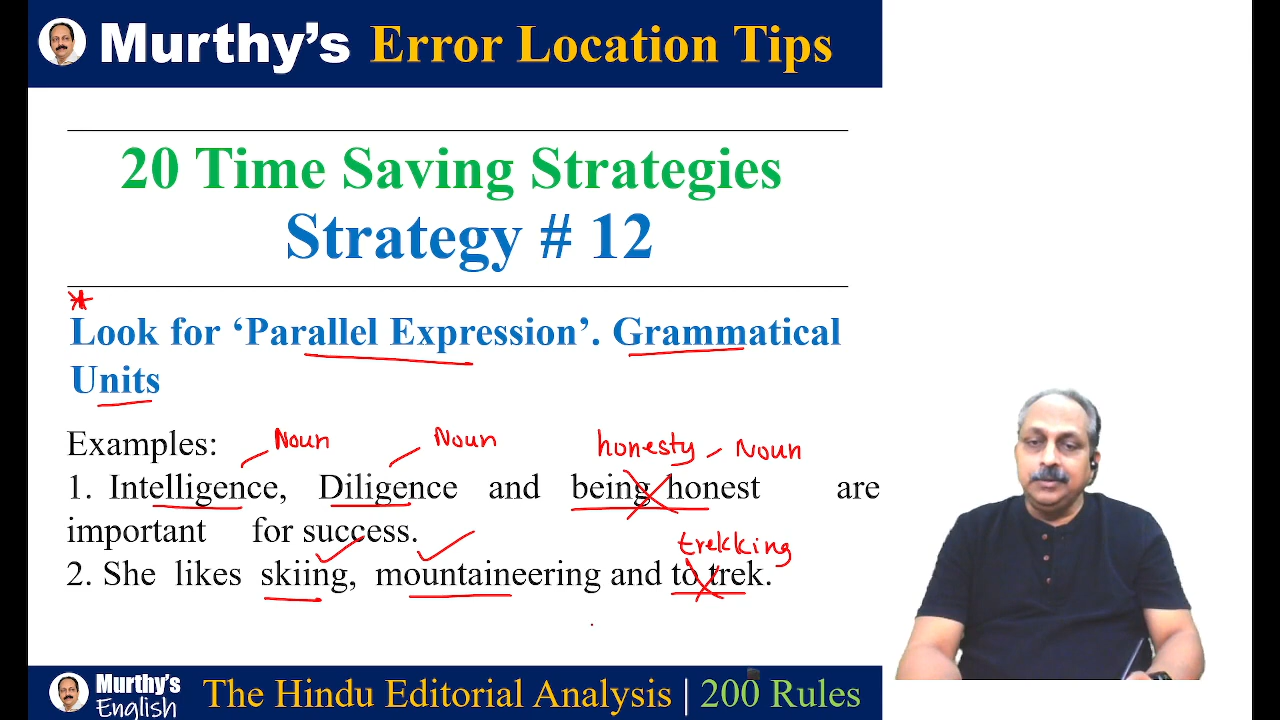 Murthy's Error Location Tips
20 Time Saving Strategies
Strategy # 12
*
Look for ‘Parallel Expression’. Grammatical
Units
Examples:
Noun Noun honesty – Noun
1. Intelligence, Diligence and being honest are
important for success.
trekking
2. She likes skiing, mountaineering and to trek.
Murthy's
English
The Hindu Editorial Analysis | 200 Rules